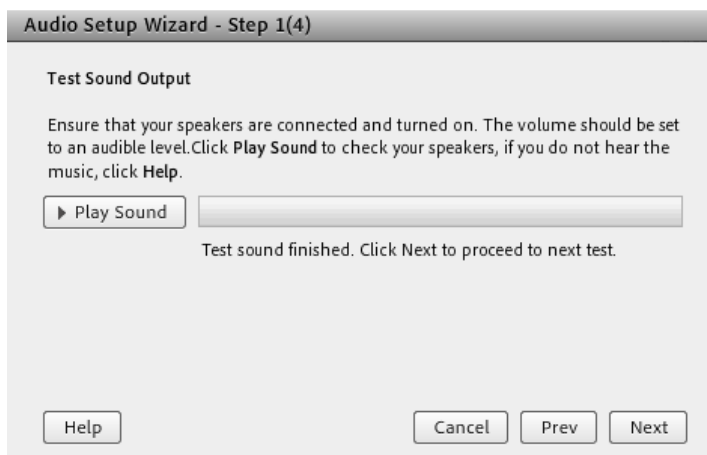 Audio Setup Wizard - Step 1(4)
Test Sound Output
Ensure that your speakers are connected and turned on. The volume should be set
to an audible level.Click Play Sound to check your speakers, if you do not hear the
music, click Help.
Play Sound
Test sound finished. Click Next to proceed to next test.
Help Cancel Prev Next